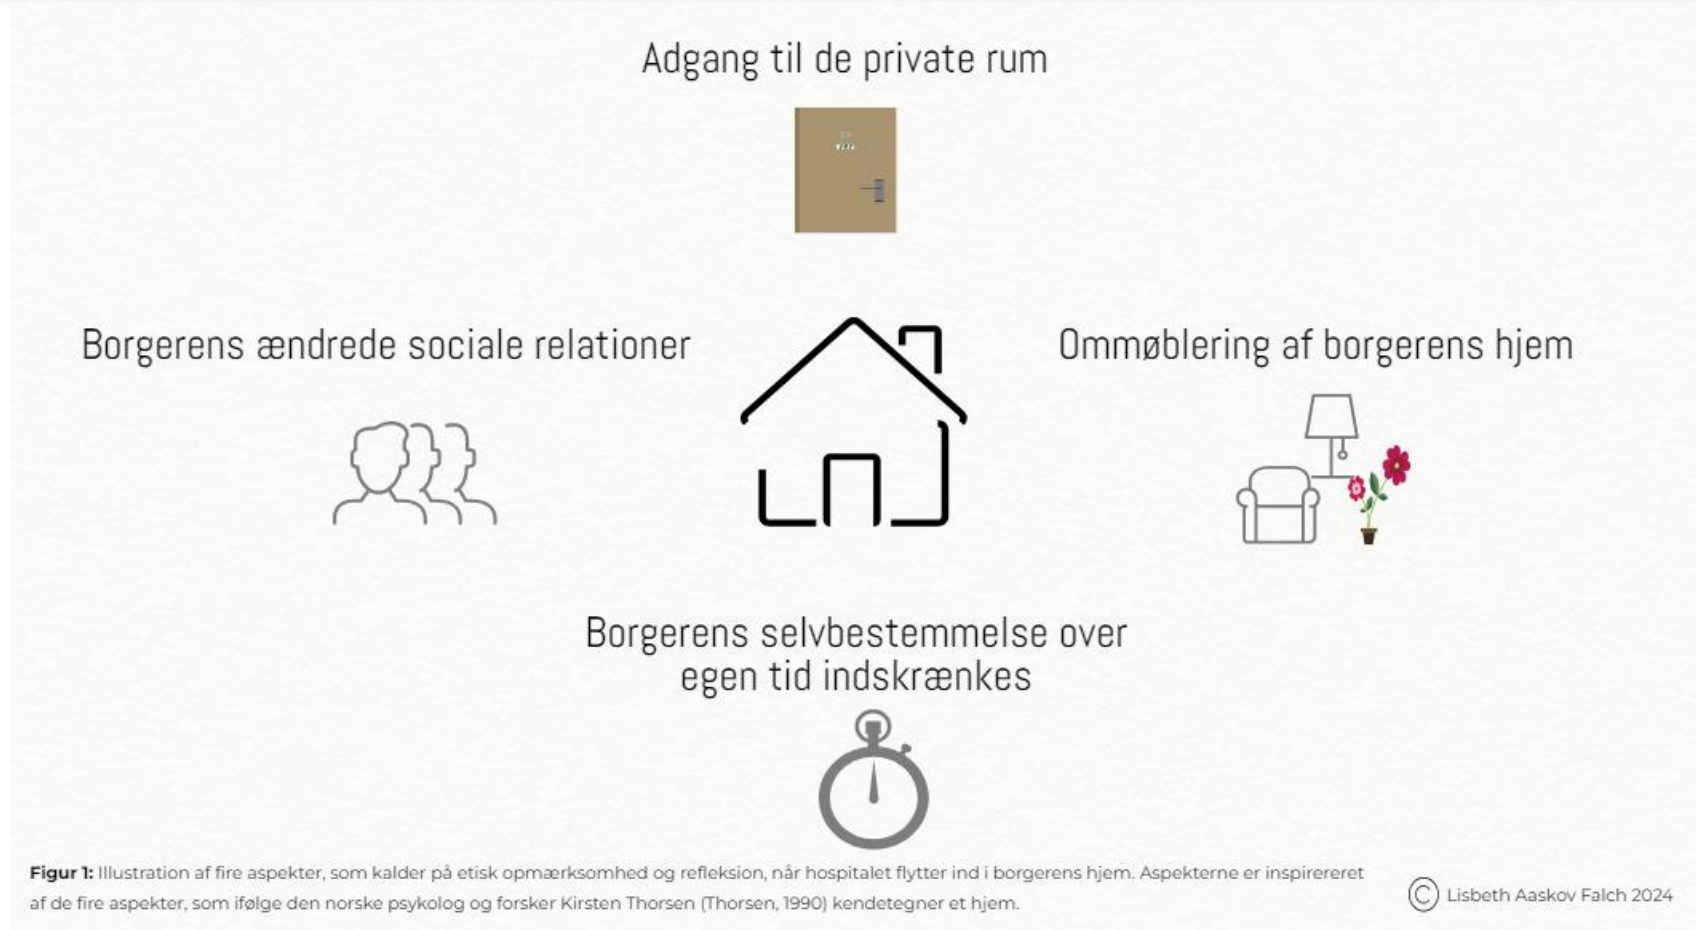 Adgang til de private rum
Borgerens ændrede sociale relationer
Ommøblering af borgerens hjem
Borgerens selvbestemmelse over
egen tid indskrænkes
Figur 1: Illustration af fire aspekter, som kalder på etisk opmærksomhed og refleksion, når hospitalet flytter ind i borgerens hjem. Aspekterne er inspirereret
af de fire aspekter, som ifølge den norske psykolog og forsker Kirsten Thorsen (Thorsen, 1990) kendetegner et hjem.
© Lisbeth Aaskov Falch 2024